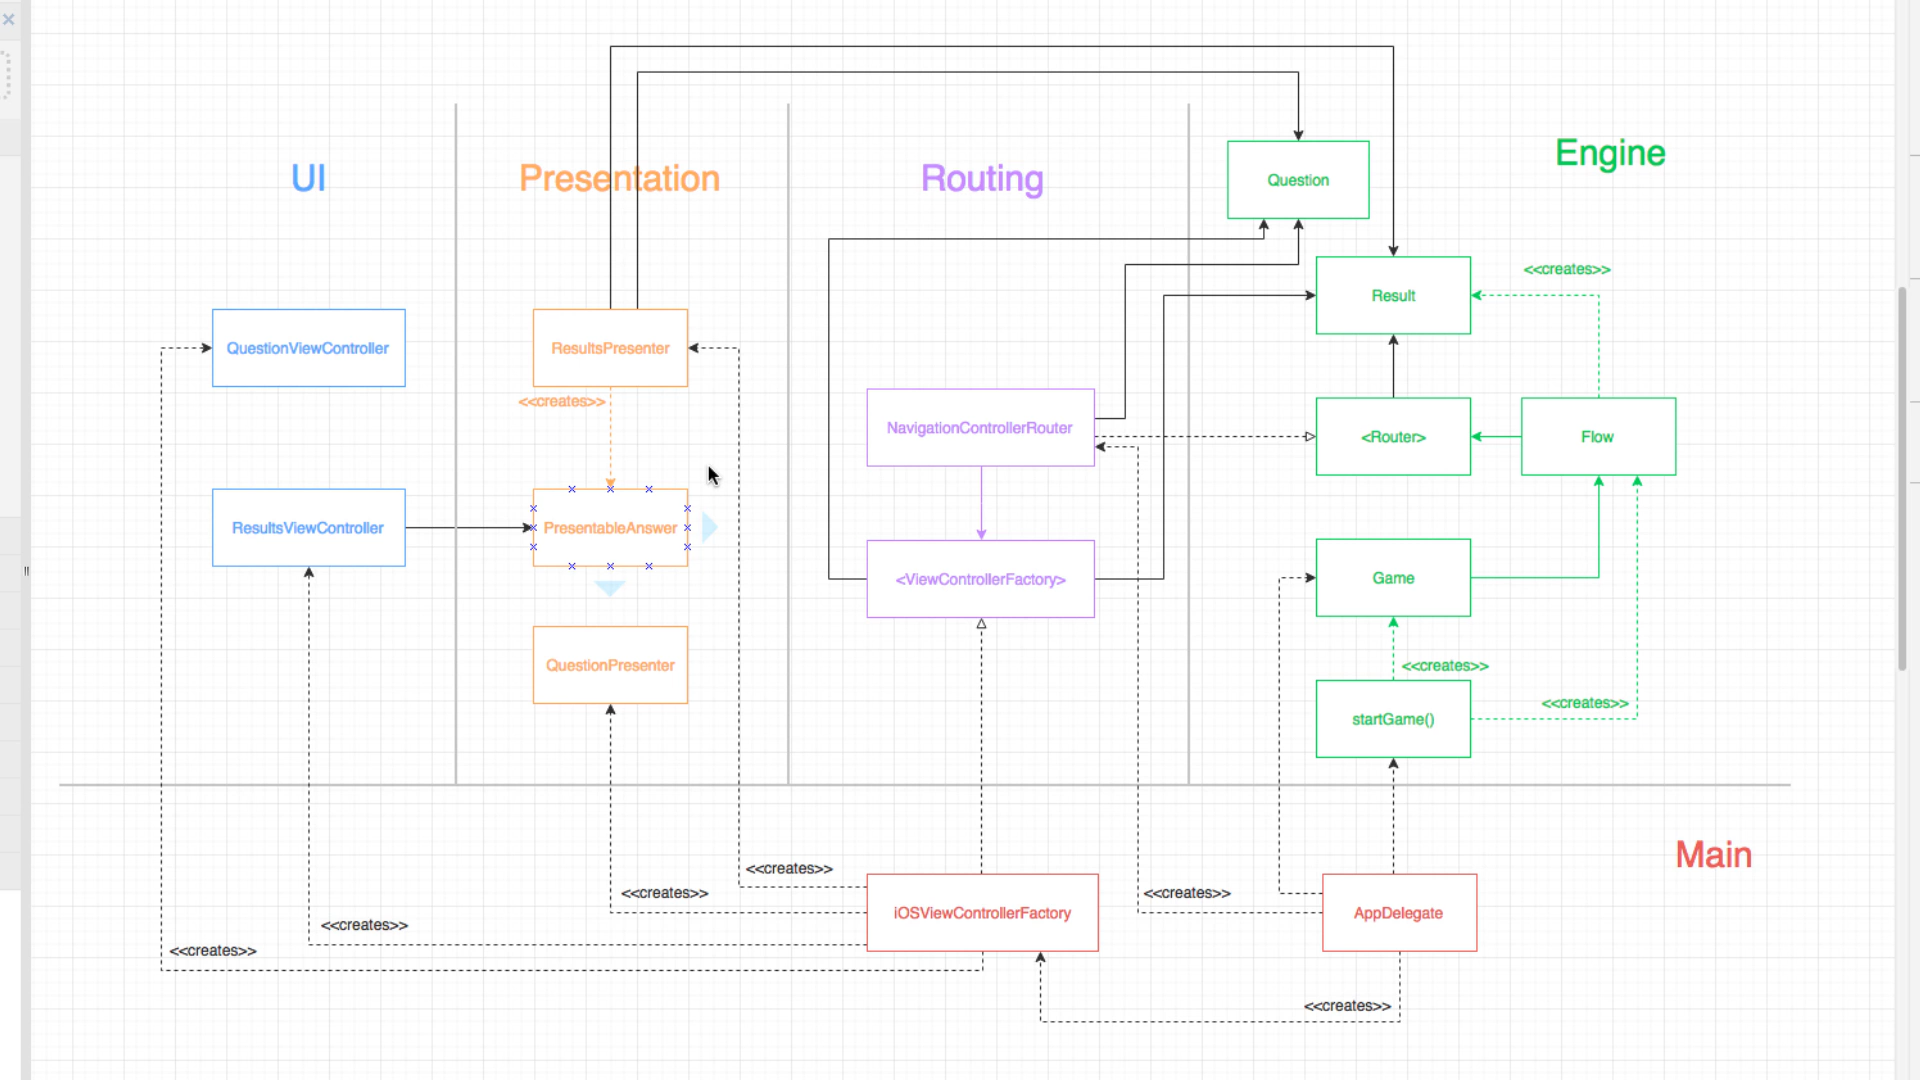 UI
Presentation
Routing
Engine
Question
Result
<<creates>>
QuestionViewController
ResultsPresenter
<<creates>>
NavigationControllerRouter
<Router>
Flow
ResultsViewController
PresentableAnswer
<ViewControllerFactory>
Game
QuestionPresenter
<<creates>>
<<creates>>
startGame()
Main
<<creates>>
<<creates>>
<<creates>>
iOSViewControllerFactory
AppDelegate
<<creates>>
<<creates>>
<<creates>>